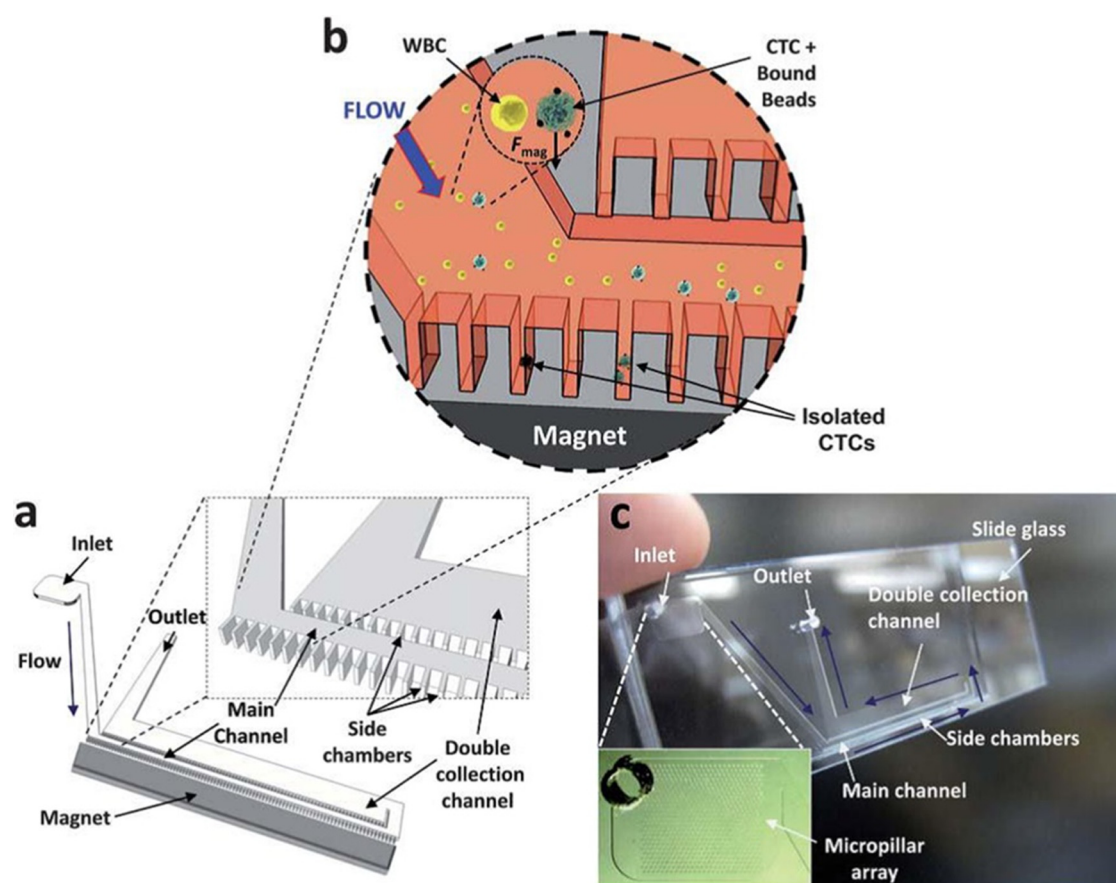 b
WBC
CTC +
Bound
Beads
FLOW
Fmag
Isolated
CTCs
Magnet
a
Inlet
Outlet
Flow
Main
Channel
Side
chambers
Double
collection
channel
Magnet
c
Inlet
Outlet
Slide glass
Double collection
channel
Side chambers
Main channel
Micropillar
array